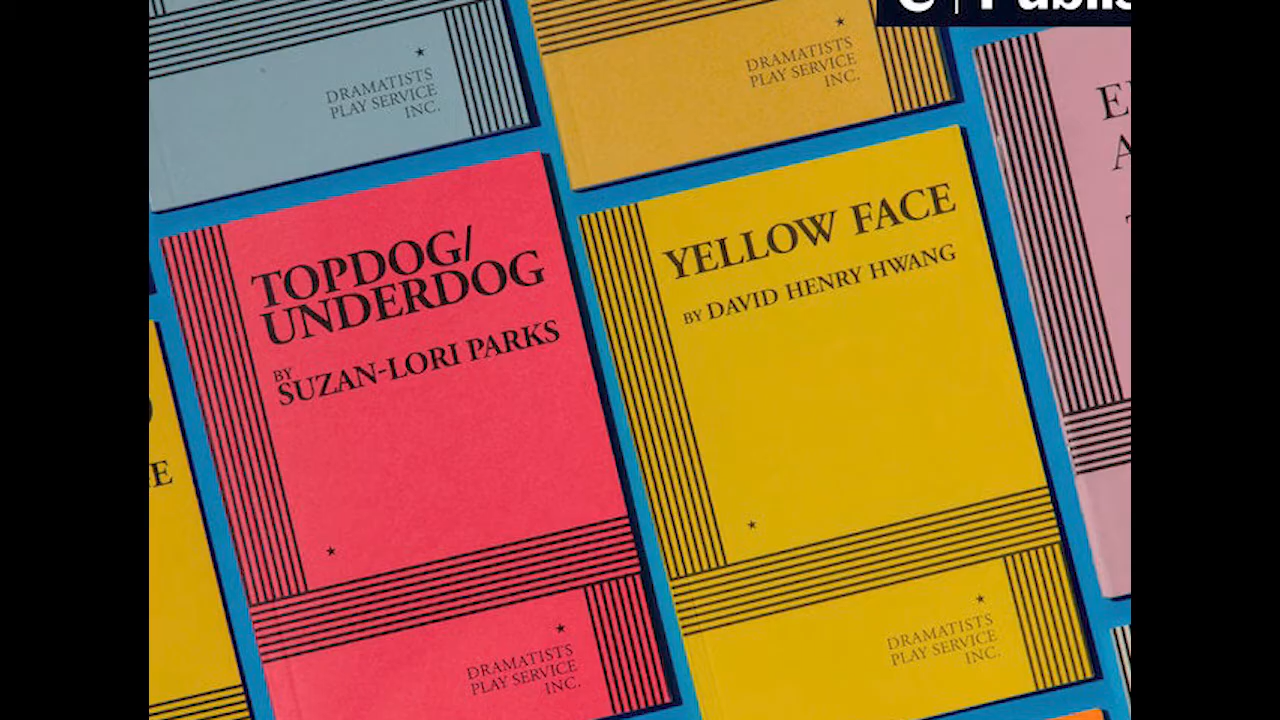 DRAMATISTS
PLAY SERVICE
INC.
DRAMATISTS
PLAY SERVICE
INC.
TOPDOG/
UNDERDOG
BY
SUZAN-LORI PARKS
DRAMATISTS
PLAY SERVICE
INC.
YELLOW FACE
BY DAVID HENRY HWANG
DRAMATISTS
PLAY SERVICE
INC.